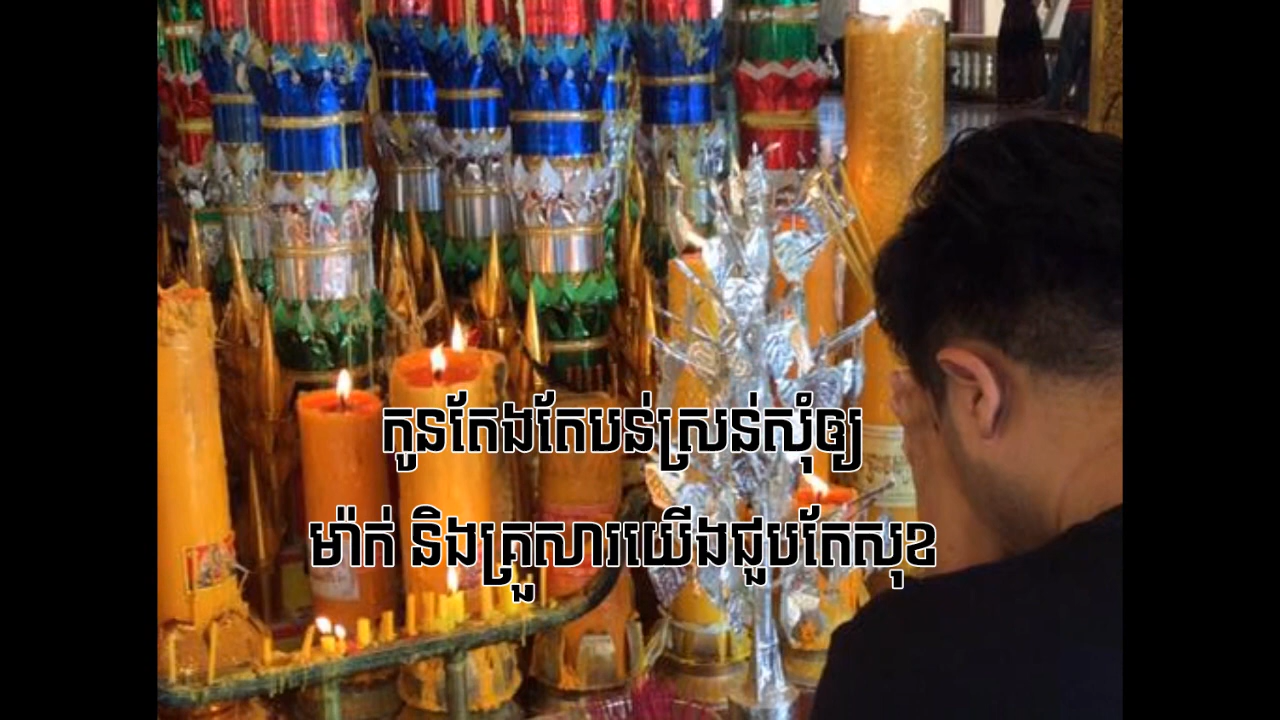 កូនតែងតែបន់ស្រន់សុំឲ្យ
ម៉ាក់ និងគ្រួសារយើងជួបតែសុខ